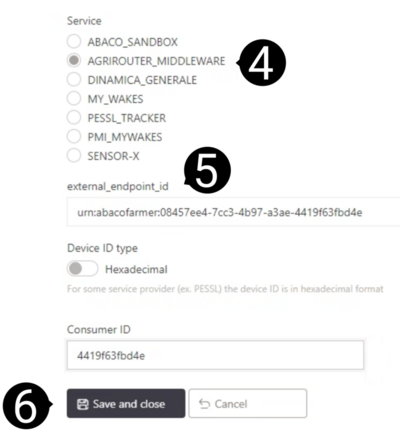 Service
ABACO_SANDBOX
AGRIROUTER_MIDDLEWARE 4
DINAMICA_GENERALE
MY_WAKES
PESSL_TRACKER
PMI_MYWAKES
SENSOR-X
5
external_endpoint_id
urn:abacofarmer:08457ee4-7cc3-4b97-a3ae-4419f63fbd4e
Device ID type
Hexadecimal
For some service provider (ex. PESSL) the device ID is in hexadecimal format
Consumer ID
4419f63fbd4e
6 Save and close Cancel